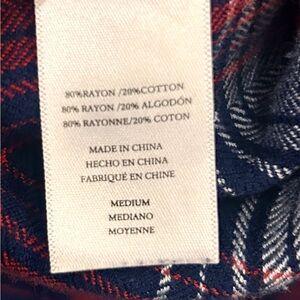 80%RAYON /20%COTTON
80% RAYON /20% ALGODÓN
80% RAYONNE/20% COTON
MADE IN CHINA
HECHO EN CHINA
FABRIQUÉ EN CHINE
MEDIUM
MEDIANO
MOYENNE